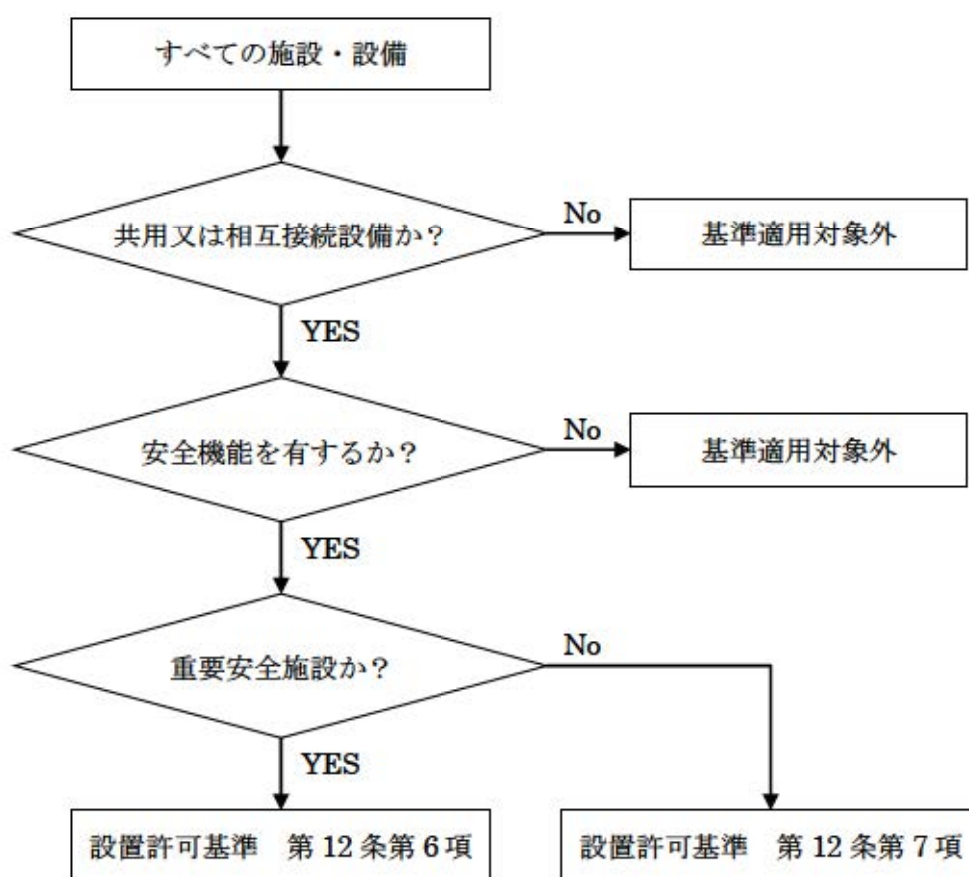 すべての施設・設備
共用又は相互接続設備か？
No
基準適用対象外
YES
安全機能を有するか？
No
基準適用対象外
YES
重要安全施設か？
No
YES
設置許可基準　第 12 条第 6 項
設置許可基準　第 12 条第 7 項